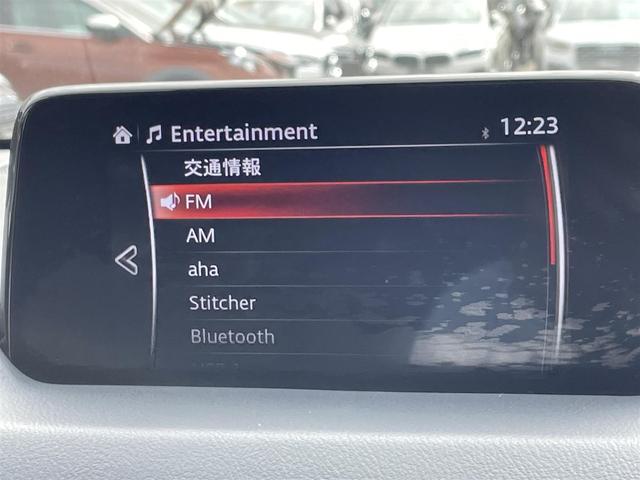 Entertainment 12:23
交通情報
FM
AM
aha
Stitcher
Bluetooth